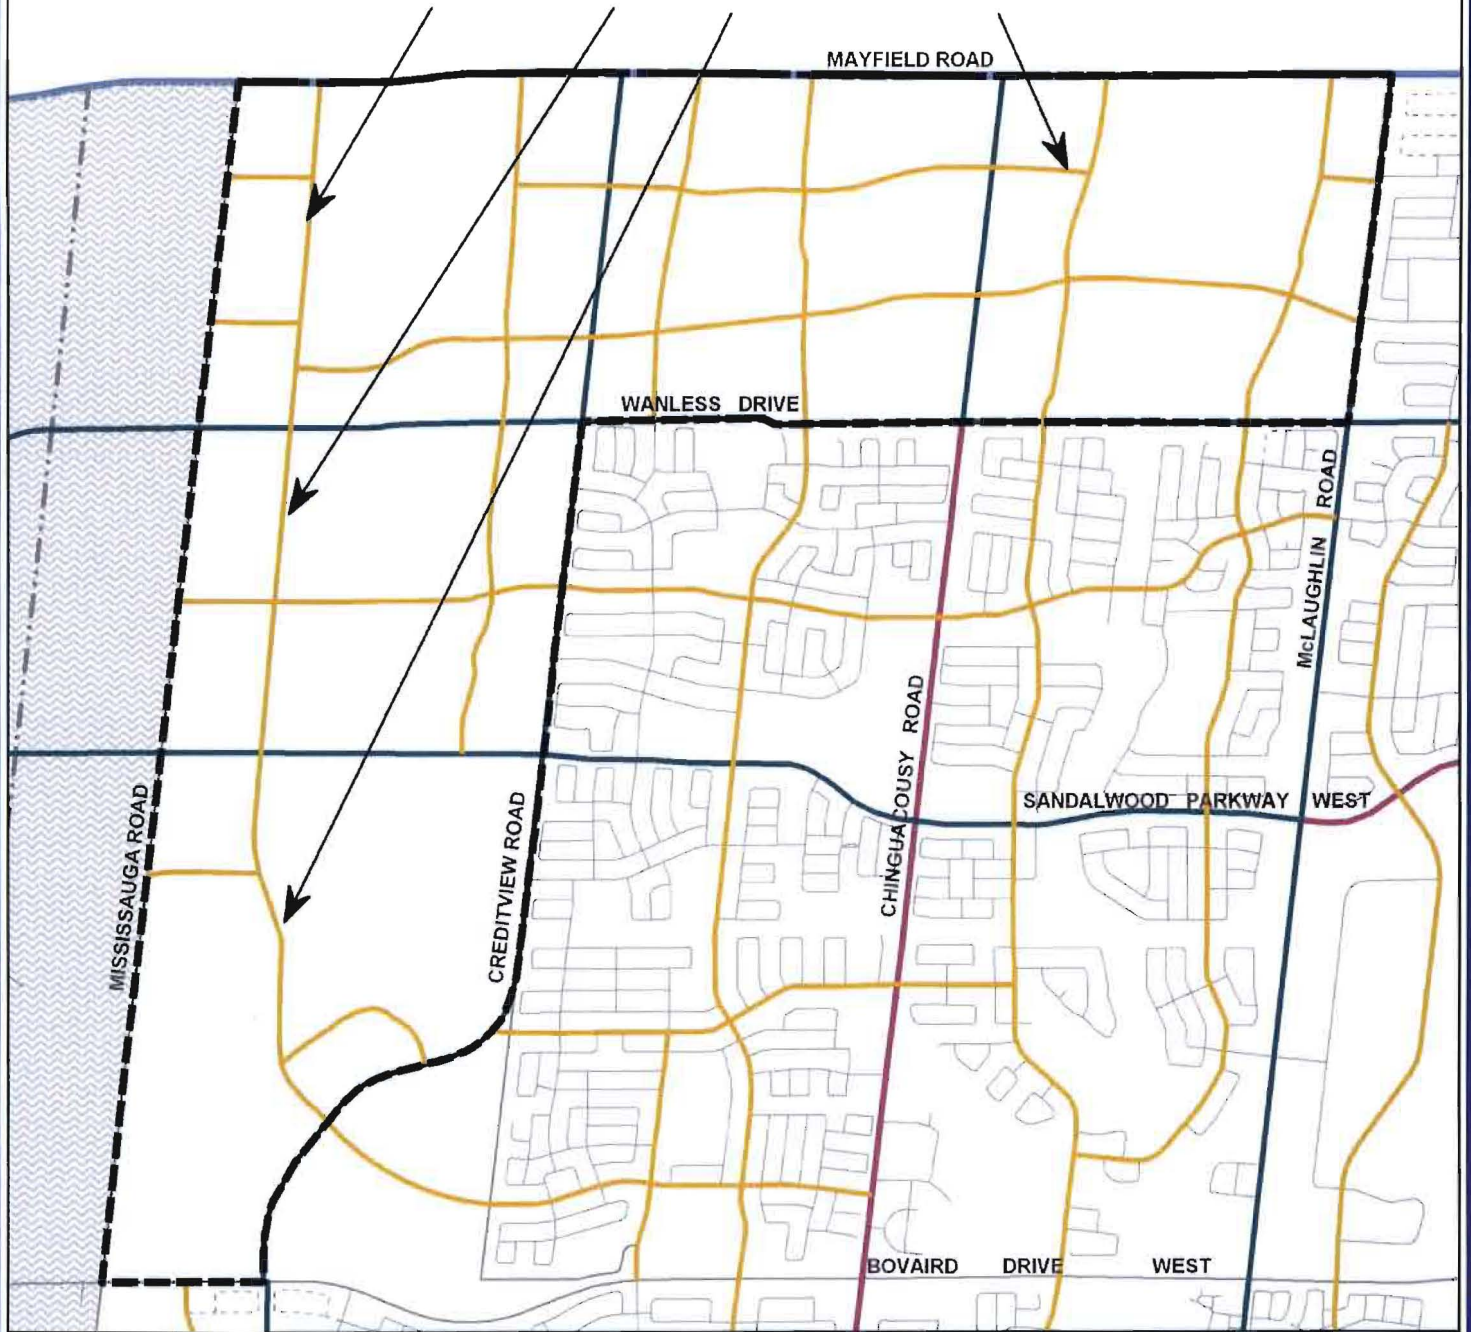 MAYFIELD ROAD
WANLESS DRIVE
McLAUGHLIN ROAD
CHINGUACOUSY ROAD
SANDALWOOD PARKWAY WEST
MISSISSAUGA ROAD
CREDITVIEW ROAD
BOVAIRD DRIVE WEST